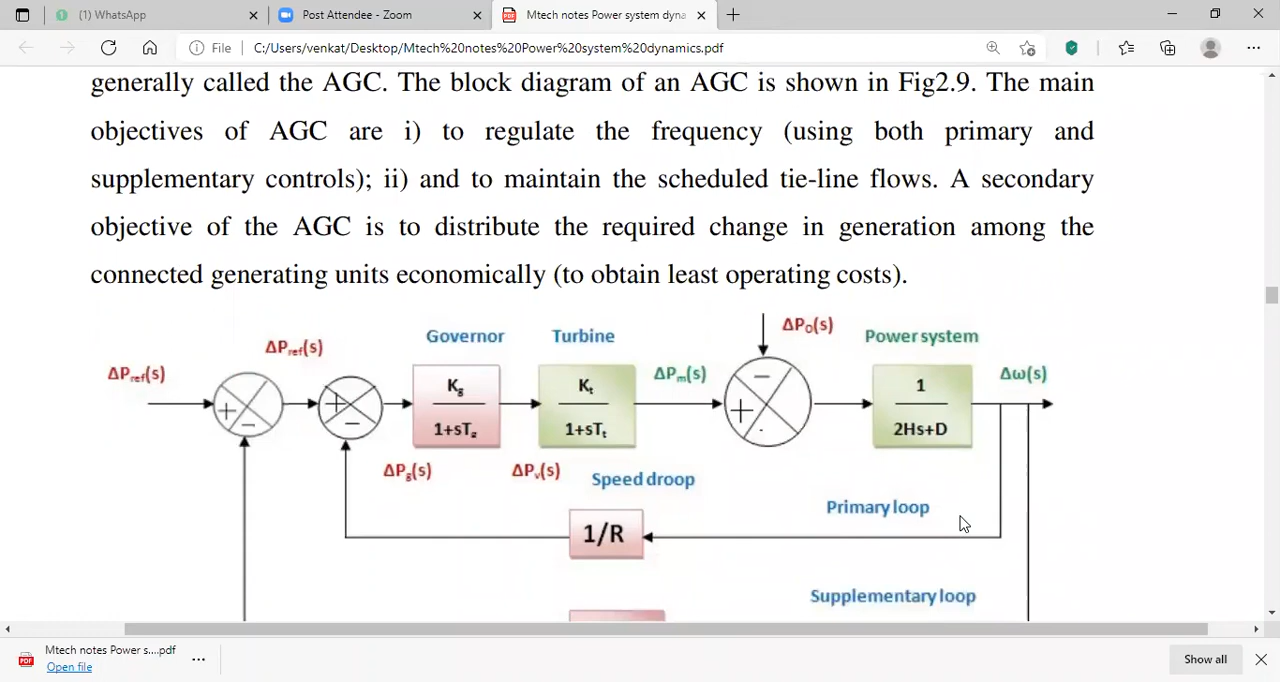 (1) WhatsApp
Post Attendee - Zoom
Mtech notes Power system dyna
File
C:/Users/venkat/Desktop/Mtech%20notes%20Power%20system%20dynamics.pdf
generally called the AGC. The block diagram of an AGC is shown in Fig2.9. The main
objectives of AGC are i) to regulate the frequency (using both primary and
supplementary controls); ii) and to maintain the scheduled tie-line flows. A secondary
objective of the AGC is to distribute the required change in generation among the
connected generating units economically (to obtain least operating costs).
ΔPref(s)
ΔPref(s)
Governor
Turbine
ΔP0(s)
Power system
Kg
1+sTg
Kt
1+sTt
ΔPm(s)
+
−
+
−
−
+
1
2Hs+D
Δω(s)
ΔPg(s)
ΔPv(s)
Speed droop
1/R
Primary loop
Supplementary loop
Mtech notes Power s....pdf
Open file
Show all